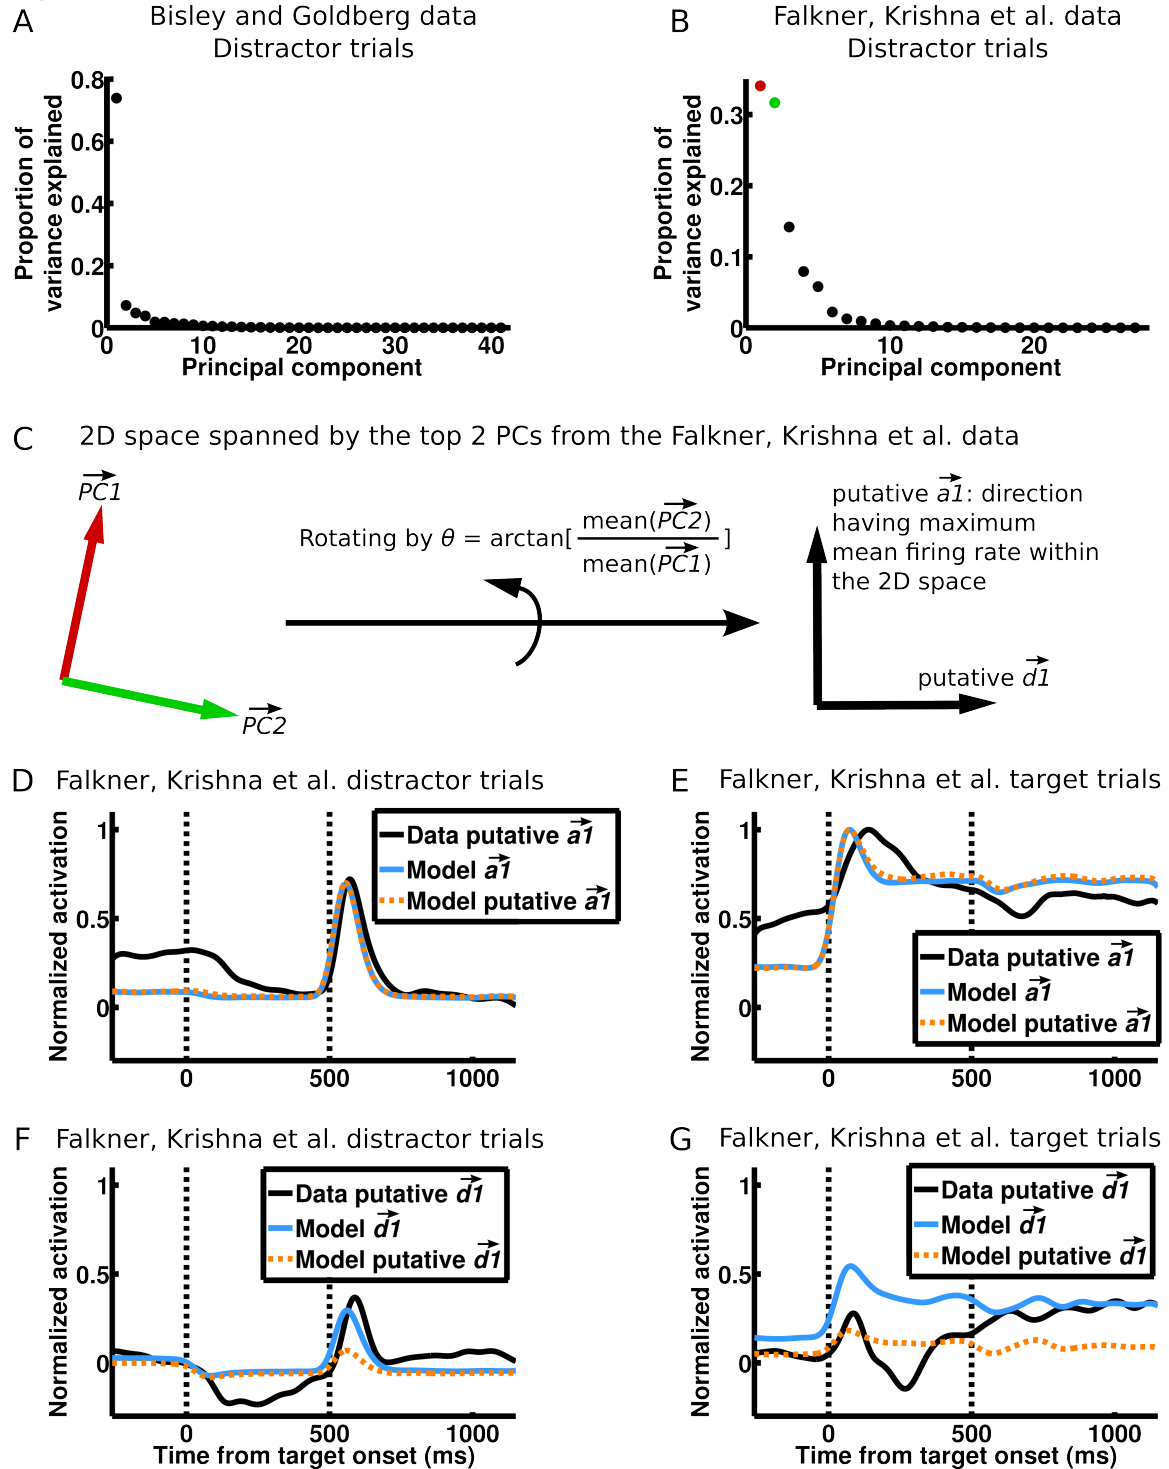 A
Bisley and Goldberg data
Distractor trials
Proportion of
variance explained
0.8
0.6
0.4
0.2
0
0 10 20 30 40
Principal component
B
Falkner, Krishna et al. data
Distractor trials
Proportion of
variance explained
0.3
0.2
0.1
0
0 10 20
Principal component
C 2D space spanned by the top 2 PCs from the Falkner, Krishna et al. data
PC1
PC2
Rotating by θ = arctan[ mean(PC2) / mean(PC1) ]
putative a1: direction
having maximum
mean firing rate within
the 2D space
putative d1
D Falkner, Krishna et al. distractor trials
Normalized activation
1
0.5
0
0 500 1000
Data putative a1
Model a1
Model putative a1
E Falkner, Krishna et al. target trials
Normalized activation
1
0.5
0
0 500 1000
Data putative a1
Model a1
Model putative a1
F Falkner, Krishna et al. distractor trials
Normalized activation
1
0.5
0
0 500 1000
Time from target onset (ms)
Data putative d1
Model d1
Model putative d1
G Falkner, Krishna et al. target trials
Normalized activation
1
0.5
0
0 500 1000
Time from target onset (ms)
Data putative d1
Model d1
Model putative d1